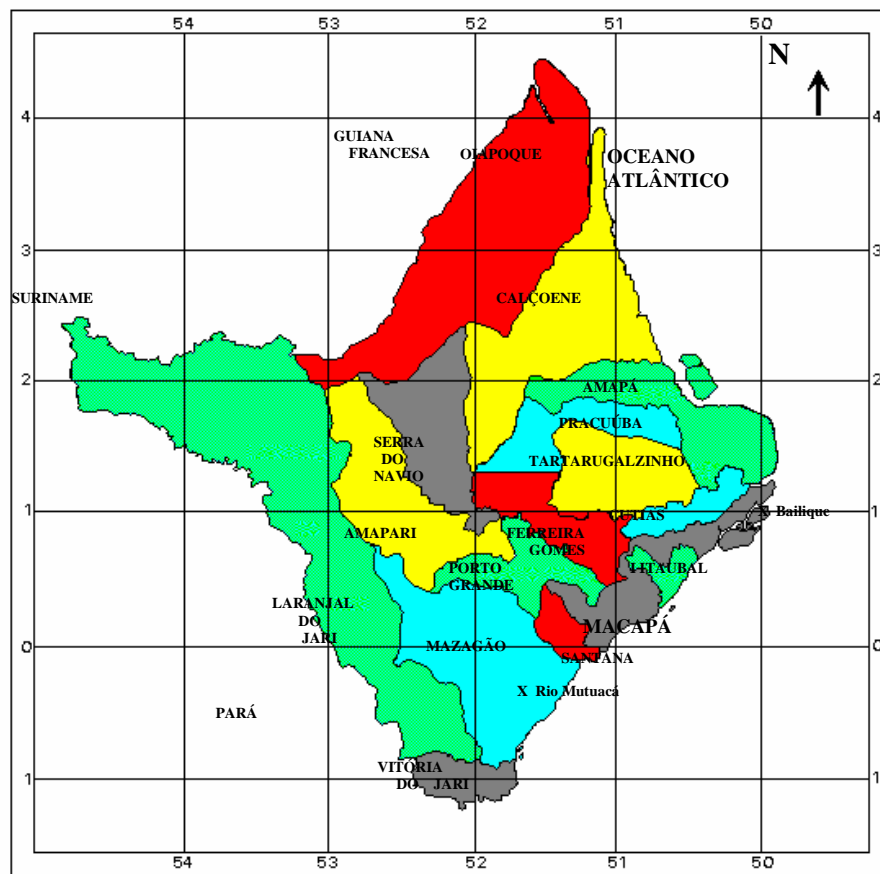 54 53 52 51 50
N
4 4
GUIANA
FRANCESA
OIAPOQUE
OCEANO
ATLÂNTICO
3 3
SURINAME
CALÇOENE
2 2
AMAPÁ
PRACUÚBA
SERRA
DO
NAVIO
TARTARUGALZINHO
1 1
CUTIAS
X Bailique
AMAPARI
FERREIRA
GOMES
PORTO
GRANDE
I TAUBAL
LARANJAL
DO
JARI
MACAPÁ
0 0
MAZAGÃO
SANTANA
X Rio Mutuacá
PARÁ
VITÓRIA
DO JARI
1 1
54 53 52 51 50